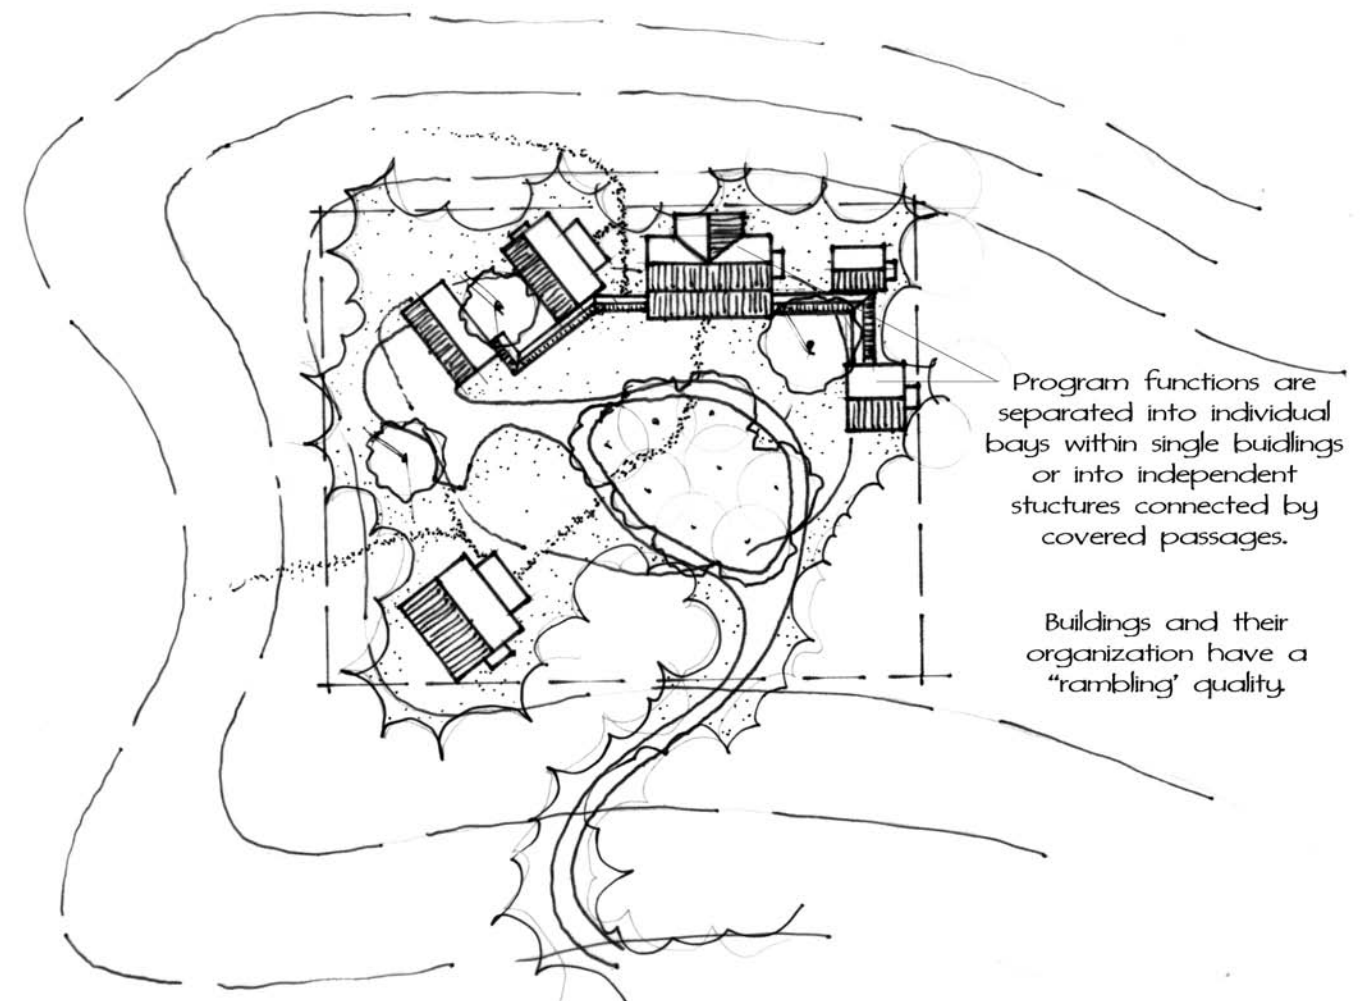 Program functions are
separated into individual
bays within single buidlings
or into independent
stuctures connected by
covered passages.
Buildings and their
organization have a
“rambling’ quality.